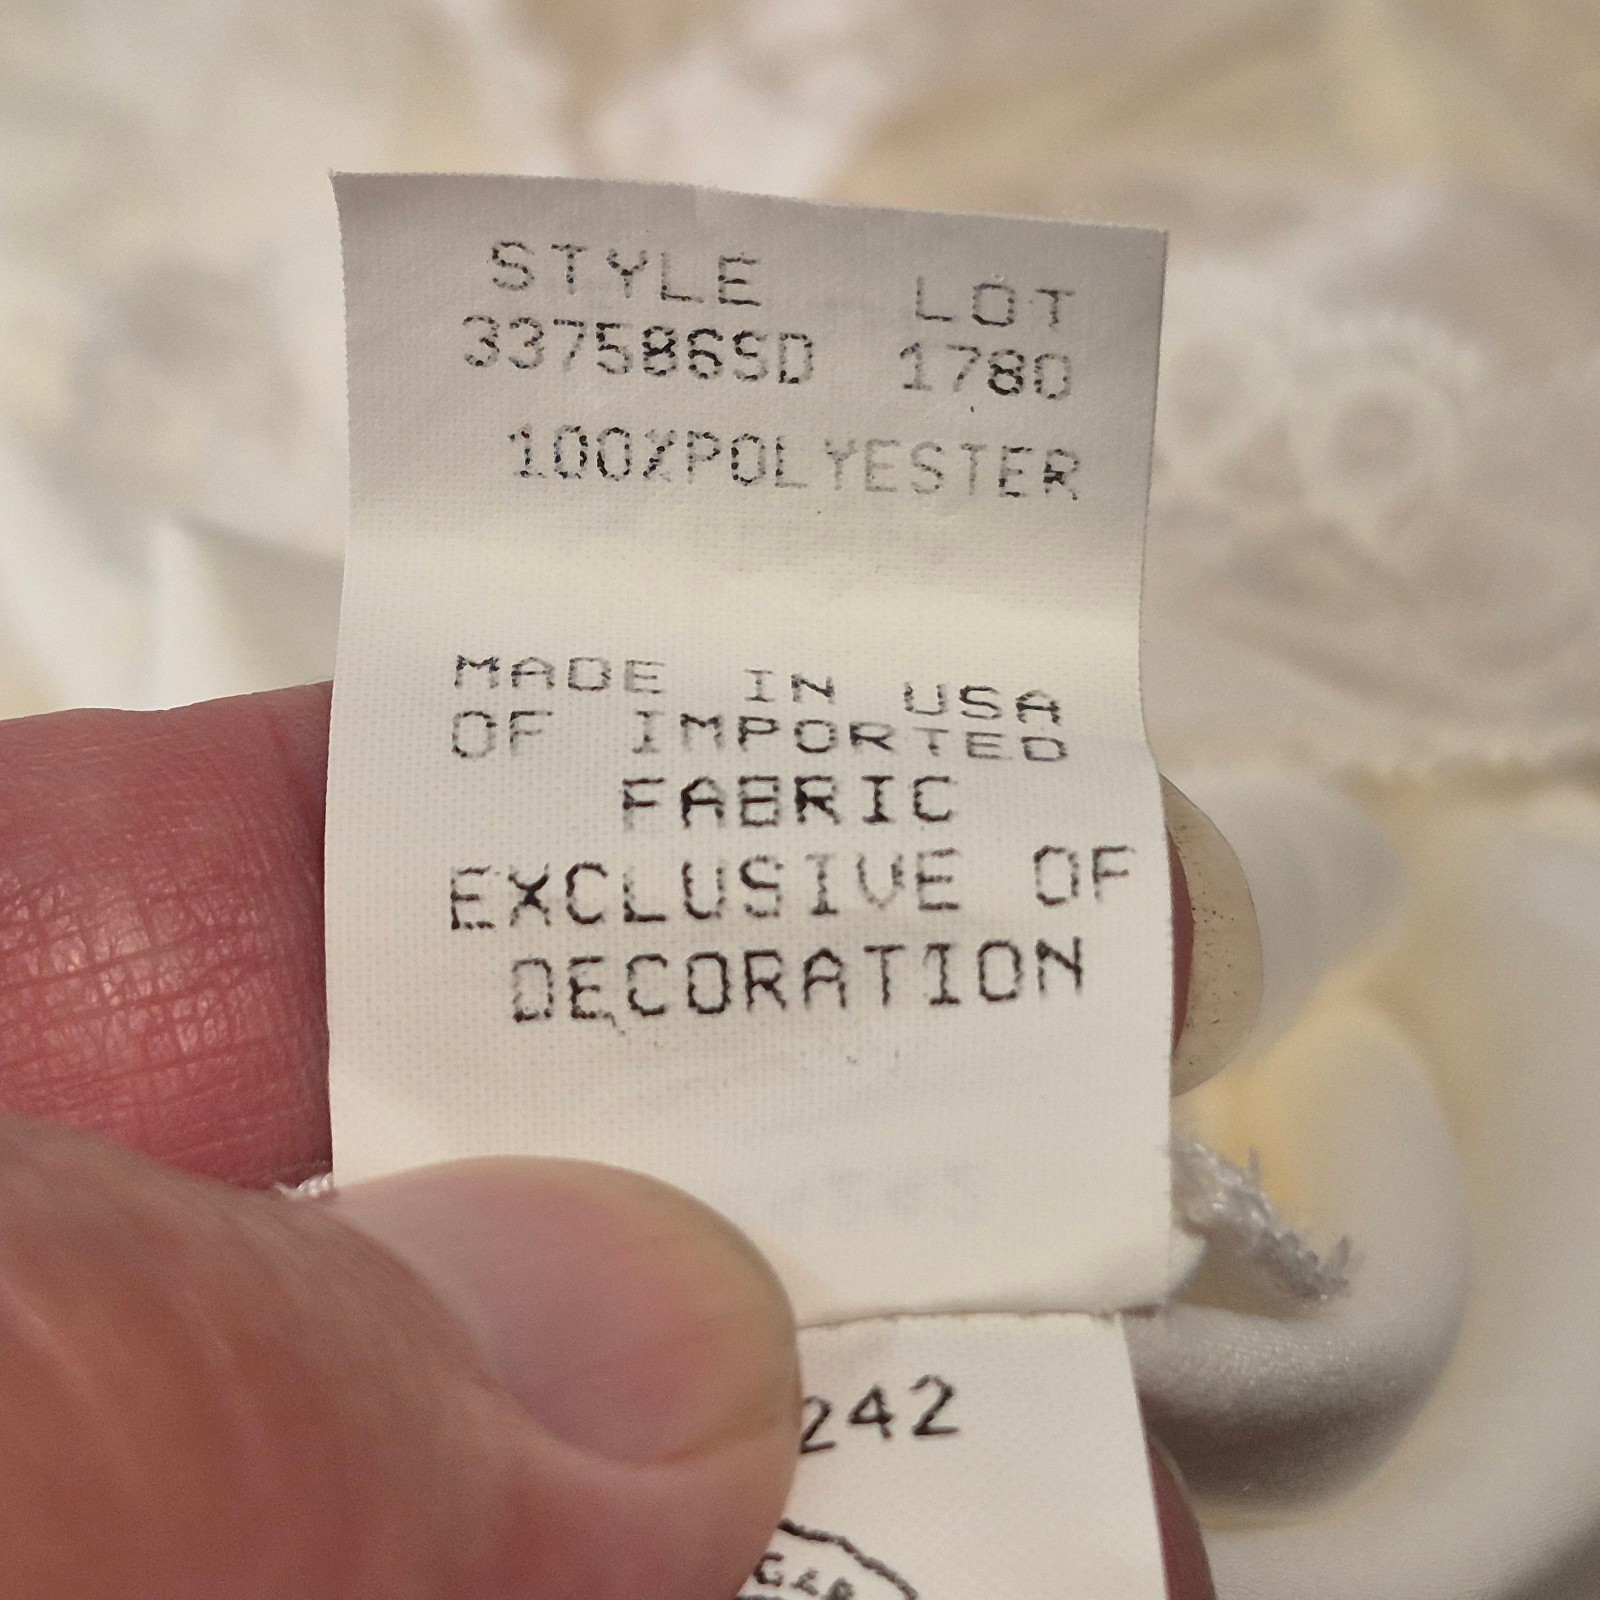 STYLE LOT
337586SD 1780
100%POLYESTER
MADE IN USA
OF IMPORTED
FABRIC
EXCLUSIVE OF
DECORATION
242